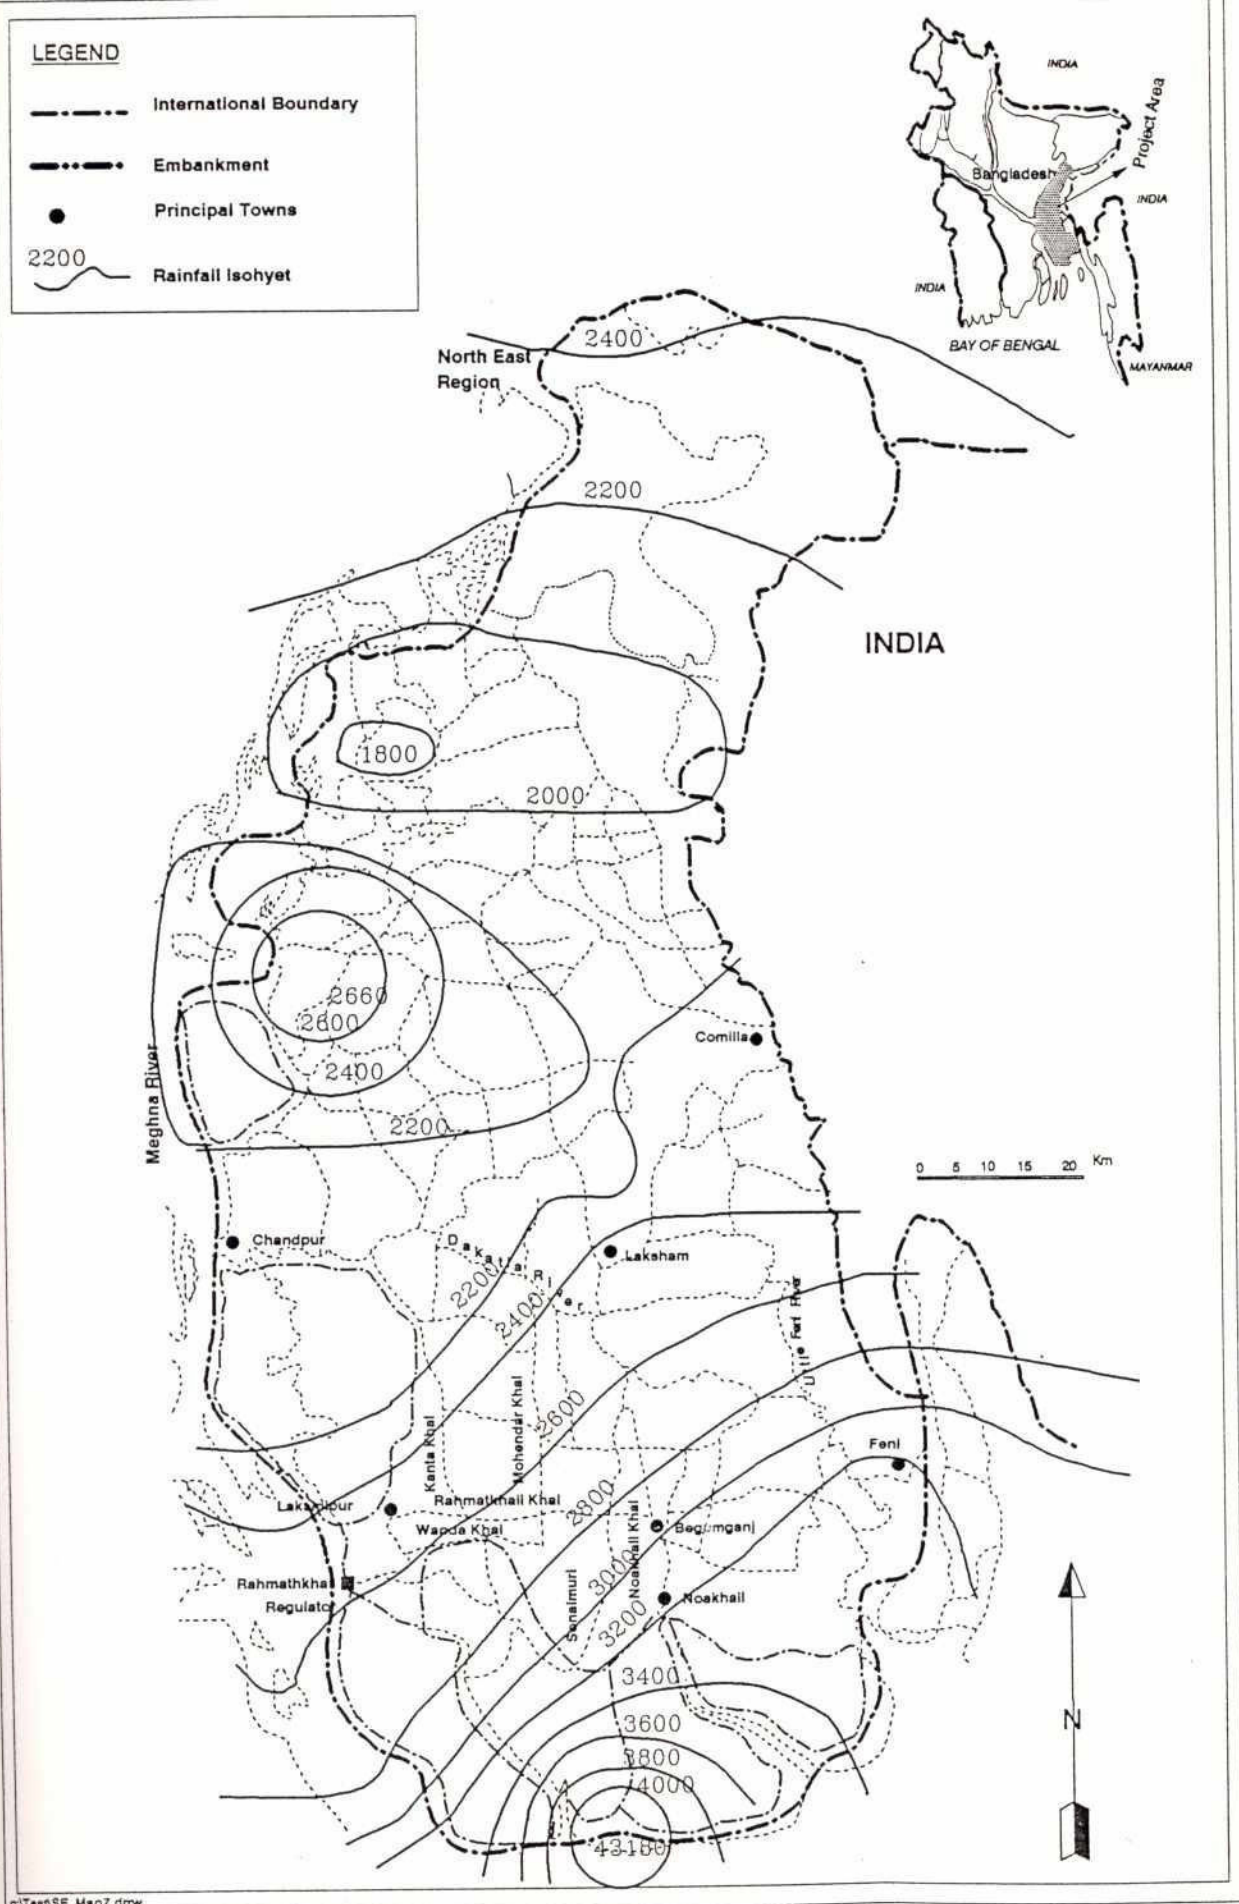 LEGEND
International Boundary
Embankment
Principal Towns
2200
Rainfall Isohyet
INDIA
Project Area
Bangladesh
INDIA
INDIA
BAY OF BENGAL
MAYANMAR
2400
North East
Region
2200
INDIA
1800
2000
2660
2600
2400
2200
Meghna River
Comilla
0 5 10 15 20 Km
Chandpur
Dakatia River
Laksham
2200
2400
Feni River
2600
Mohendar Khal
Kanta Khal
Feni
2800
Rahmatkhali Khal
Wapda Khal
Begumganj
Noakhali Khal
3000
Rahmathkha
Regulato
Sonaimuri
Noakhali
3200
3400
3600
3800
4000
N